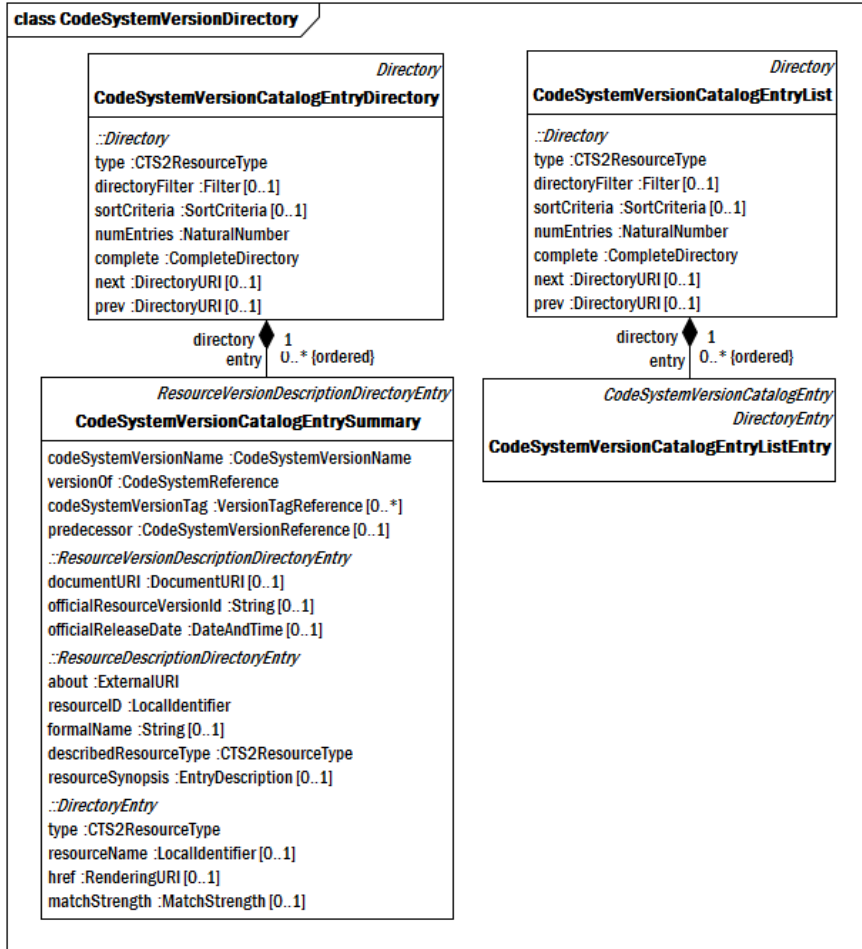 class CodeSystemVersionDirectory
Directory
CodeSystemVersionCatalogEntryDirectory
::Directory
type :CTS2ResourceType
directoryFilter :Filter [0..1]
sortCriteria :SortCriteria [0..1]
numEntries :NaturalNumber
complete :CompleteDirectory
next :DirectoryURI [0..1]
prev :DirectoryURI [0..1]
directory 1
entry 0..* {ordered}
ResourceVersionDescriptionDirectoryEntry
CodeSystemVersionCatalogEntrySummary
codeSystemVersionName :CodeSystemVersionName
versionOf :CodeSystemReference
codeSystemVersionTag :VersionTagReference [0..*]
predecessor :CodeSystemVersionReference [0..1]
::ResourceVersionDescriptionDirectoryEntry
documentURI :DocumentURI [0..1]
officialResourceVersionId :String [0..1]
officialReleaseDate :DateAndTime [0..1]
::ResourceDescriptionDirectoryEntry
about :ExternalURI
resourceID :LocalIdentifier
formalName :String [0..1]
describedResourceType :CTS2ResourceType
resourceSynopsis :EntryDescription [0..1]
::DirectoryEntry
type :CTS2ResourceType
resourceName :LocalIdentifier [0..1]
href :RenderingURI [0..1]
matchStrength :MatchStrength [0..1]
Directory
CodeSystemVersionCatalogEntryList
::Directory
type :CTS2ResourceType
directoryFilter :Filter [0..1]
sortCriteria :SortCriteria [0..1]
numEntries :NaturalNumber
complete :CompleteDirectory
next :DirectoryURI [0..1]
prev :DirectoryURI [0..1]
directory 1
entry 0..* {ordered}
CodeSystemVersionCatalogEntry
DirectoryEntry
CodeSystemVersionCatalogEntryListEntry